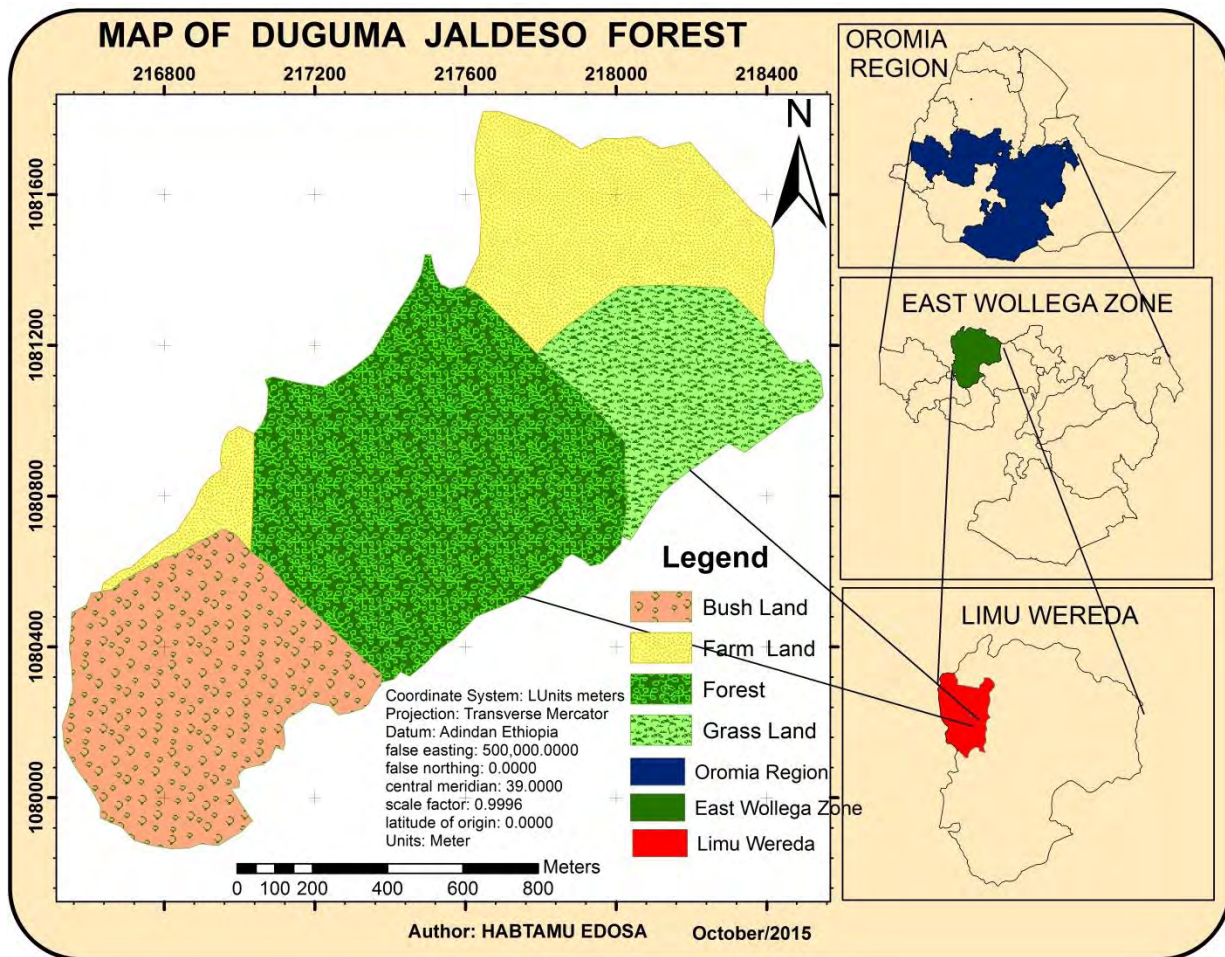 MAP OF DUGUMA JALDESO FOREST
216800 217200 217600 218000 218400
1081600
1081200
1080800
1080400
1080000
N
Legend
Bush Land
Farm Land
Forest
Grass Land
Oromia Region
East Wollega Zone
Limu Wereda
Coordinate System: LUnits meters
Projection: Transverse Mercator
Datum: Adindan Ethiopia
false easting: 500,000.0000
false northing: 0.0000
central meridian: 39.0000
scale factor: 0.9996
latitude of origin: 0.0000
Units: Meter
Meters
0 100 200 400 600 800
OROMIA
REGION
EAST WOLLEGA ZONE
LIMU WEREDA
Author: HABTAMU EDOSA October/2015